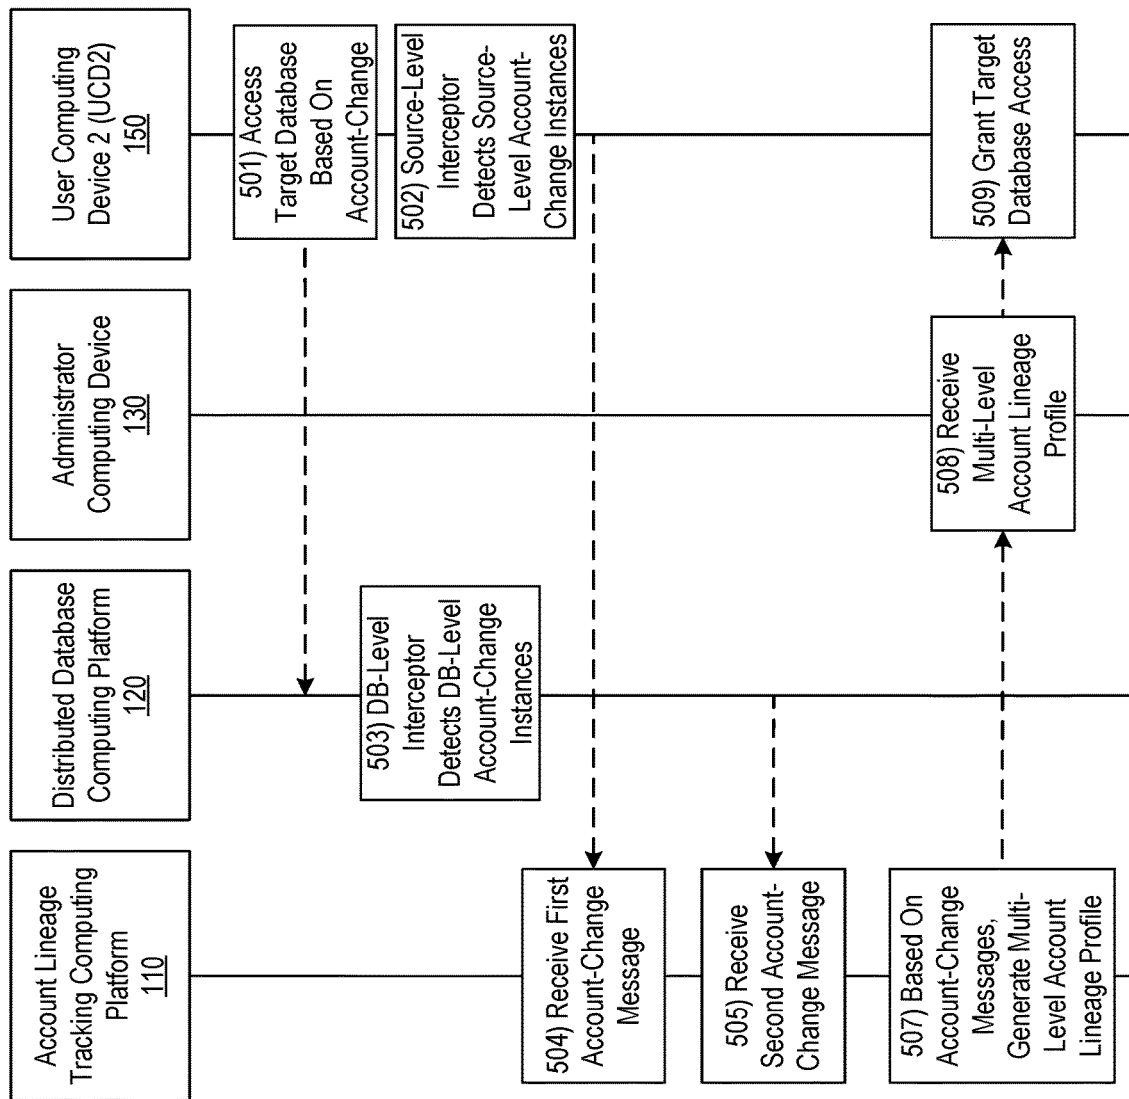 Account Lineage
Tracking Computing
Platform
110
Distributed Database
Computing Platform
120
Administrator
Computing Device
130
User Computing
Device 2 (UCD2)
150
501) Access
Target Database
Based On
Account-Change
502) Source-Level
Interceptor
Detects Source-
Level Account-
Change Instances
503) DB-Level
Interceptor
Detects DB-Level
Account-Change
Instances
504) Receive First
Account-Change
Message
505) Receive
Second Account-
Change Message
507) Based On
Account-Change
Messages,
Generate Multi-
Level Account
Lineage Profile
508) Receive
Multi-Level
Account Lineage
Profile
509) Grant Target
Database Access